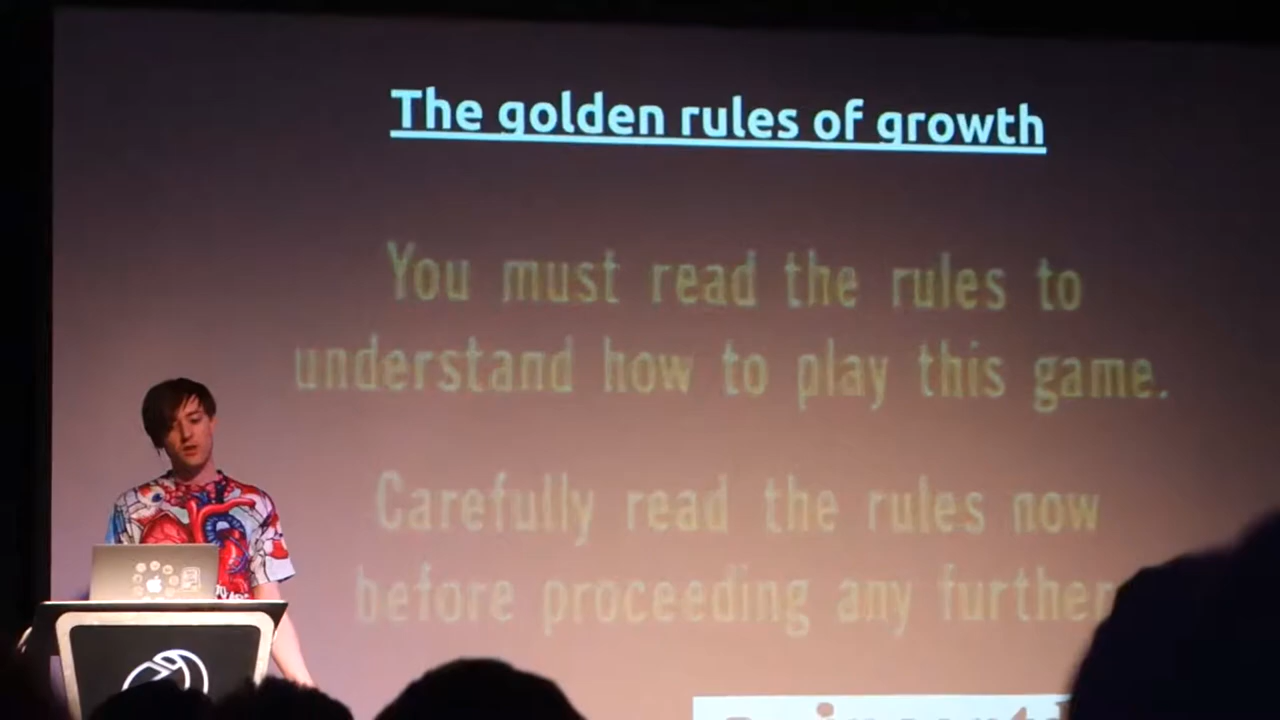 The golden rules of growth
You must read the rules to
understand how to play this game.
Carefully read the rules now
before proceeding any further